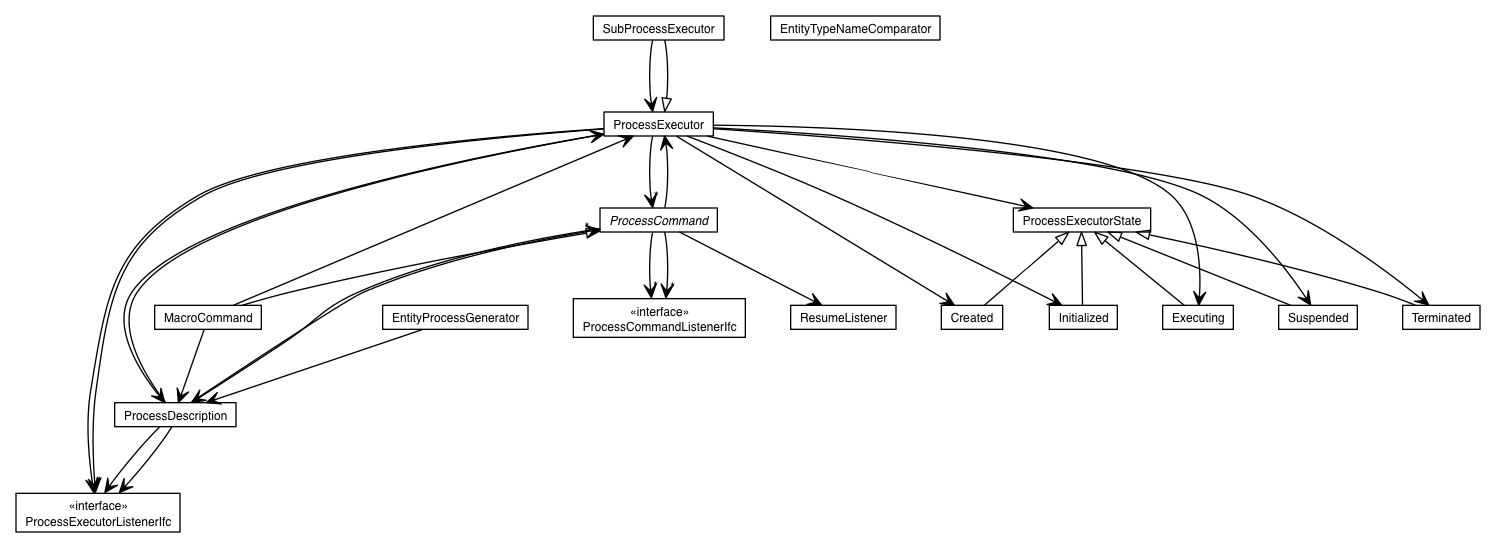 SubProcessExecutor
EntityTypeNameComparator
ProcessExecutor
ProcessCommand
ProcessExecutorState
MacroCommand
EntityProcessGenerator
«interface»
ProcessCommandListenerIfc
ResumeListener
Created
Initialized
Executing
Suspended
Terminated
ProcessDescription
«interface»
ProcessExecutorListenerIfc